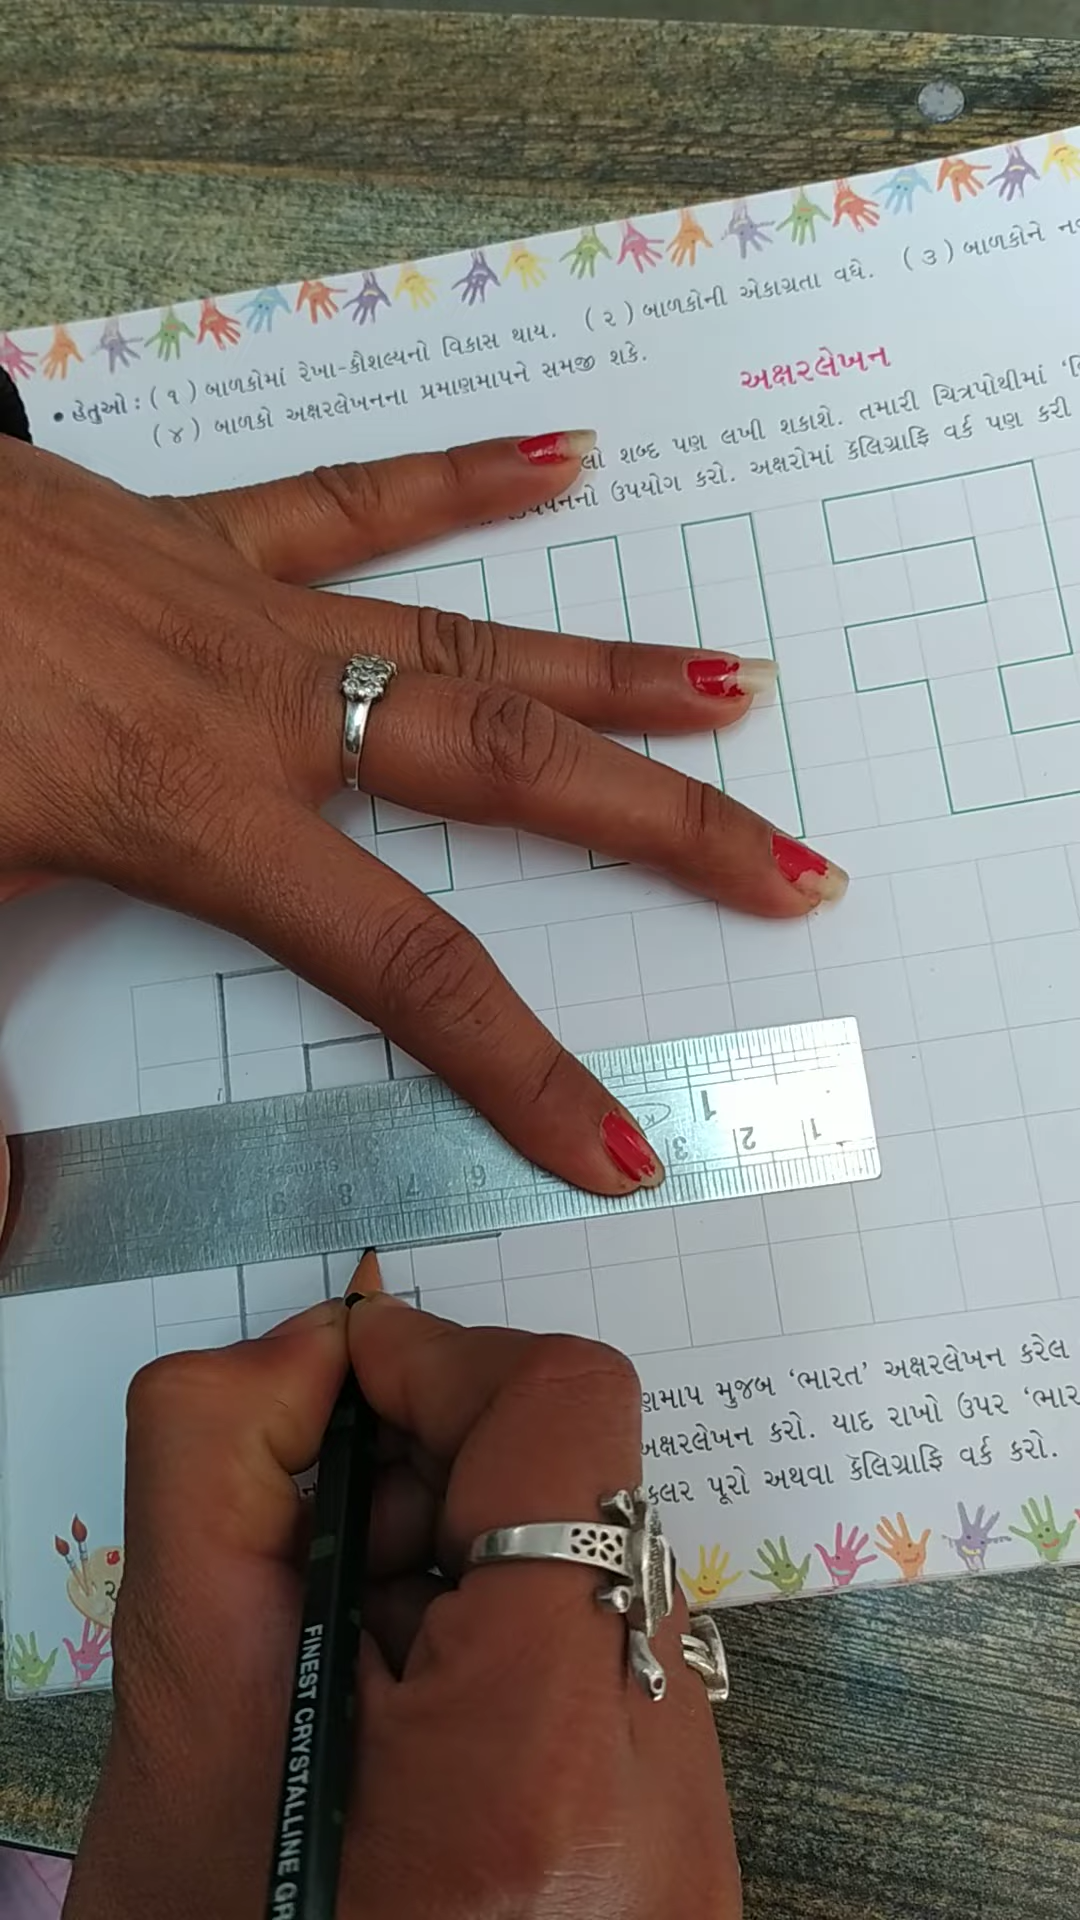 • હેતુઓ : (૧) બાળકોમાં રેખા-કૌશલ્યનો વિકાસ થાય. (૨) બાળકોની એકાગ્રતા વધે. (૩) બાળકોને
(૪) બાળકો અક્ષરલેખનના પ્રમાણમાપને સમજી શકે.
અક્ષરલેખન
શબ્દ પણ લખી શકાશે. તમારી ચિત્રપોથીમાં
ઉપયોગ કરો. અક્ષરોમાં કૅલિગ્રાફિ વર્ક પણ કરી
1
1 2 3 6 7 8 9
Stainless
મુજબ ‘ભારત’ અક્ષરલેખન કરેલ
અક્ષરલેખન કરો. યાદ રાખો ઉપર
કલર પૂરો અથવા કૅલિગ્રાફિ વર્ક કરો.
FINEST CRYSTALLINE